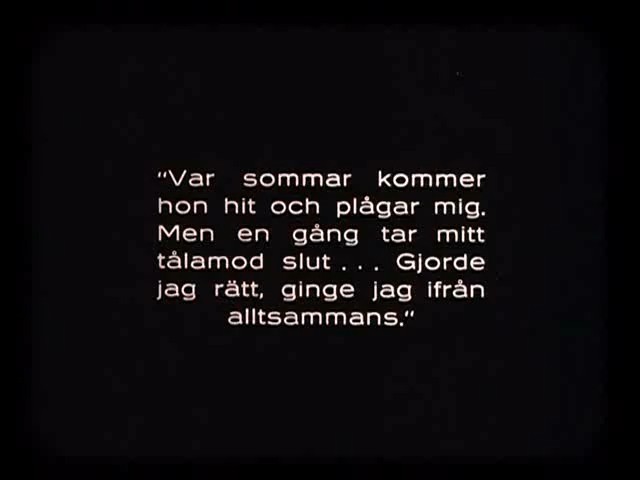 “Var sommar kommer
hon hit och plågar mig.
Men en gång tar mitt
tålamod slut... Gjorde
jag rätt, ginge jag ifrån
alltsammans.“